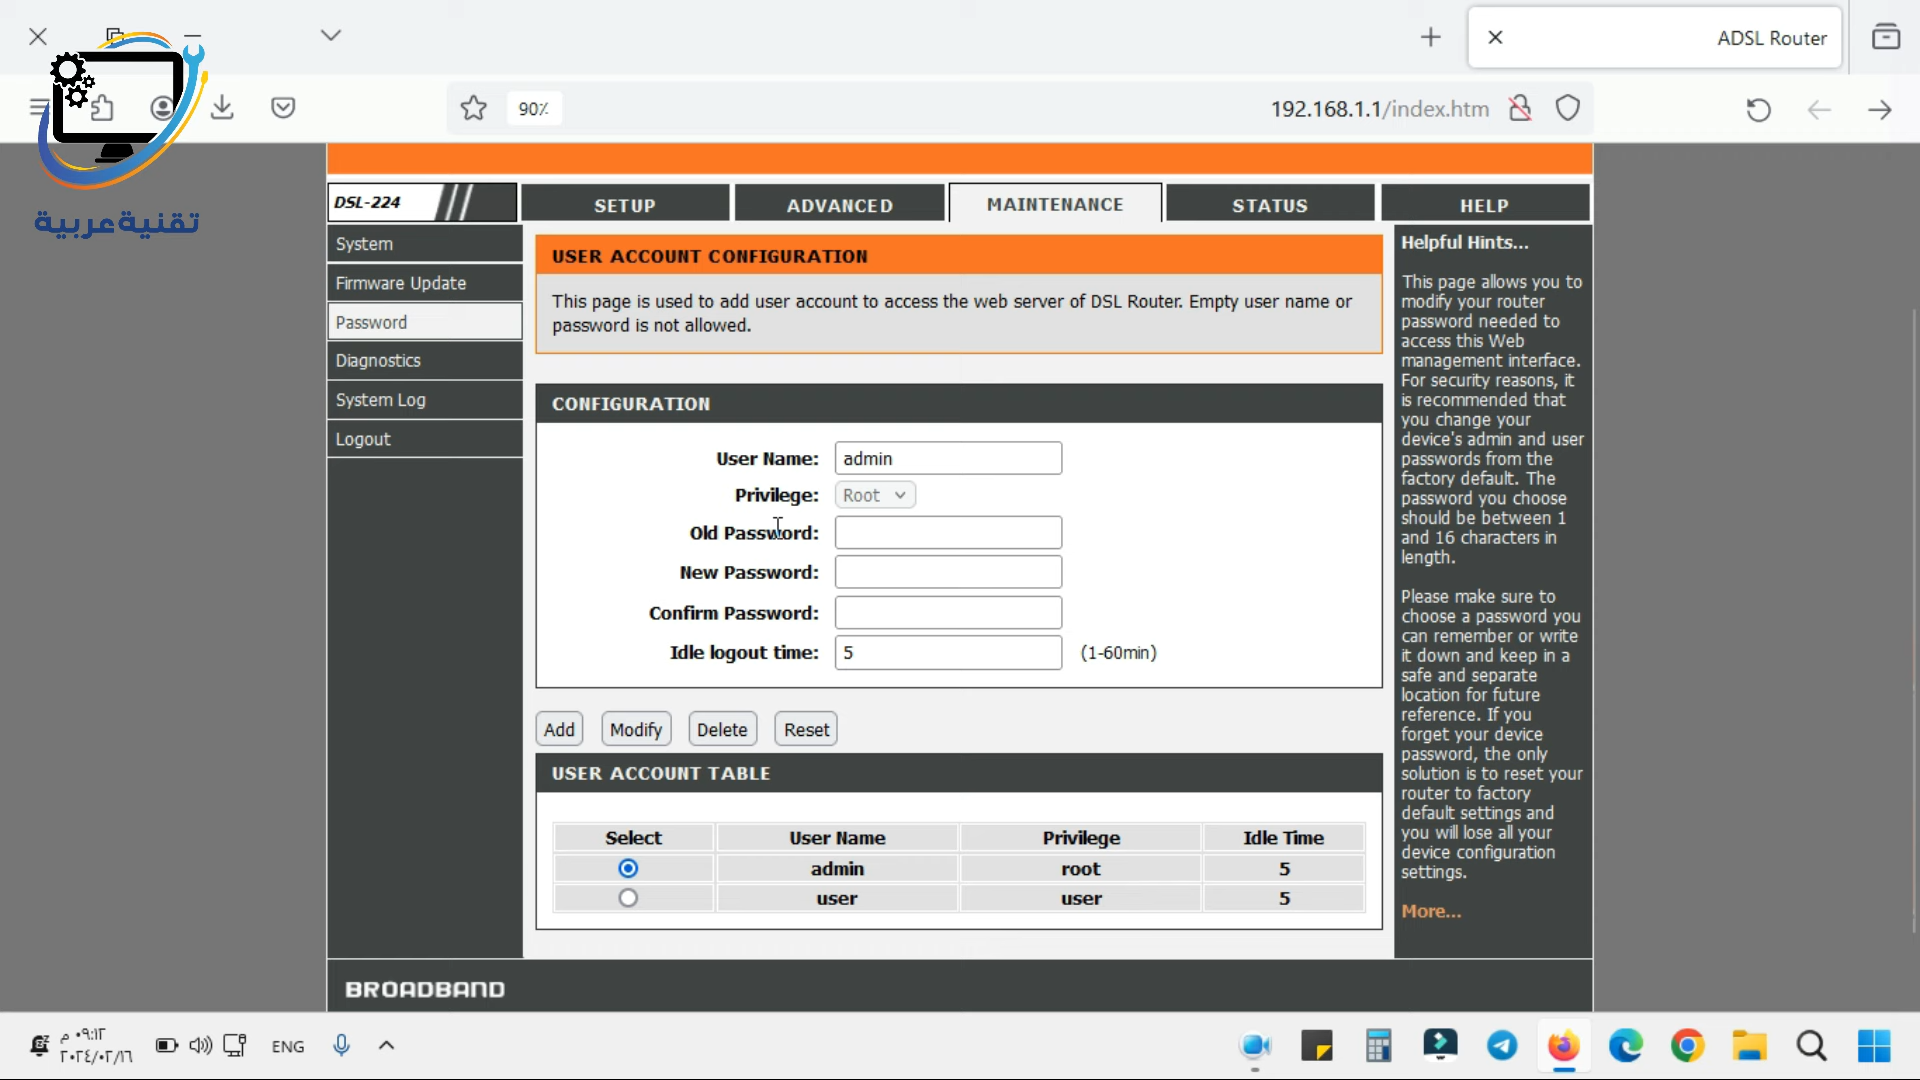 ADSL Router
90٪
192.168.1.1/index.htm
تقنية عربية
DSL-224
SETUP
ADVANCED
MAINTENANCE
STATUS
HELP
System
Firmware Update
Password
Diagnostics
System Log
Logout
USER ACCOUNT CONFIGURATION
This page is used to add user account to access the web server of DSL Router. Empty user name or
password is not allowed.
CONFIGURATION
User Name: admin
Privilege: Root
Old Password:
New Password:
Confirm Password:
Idle logout time: 5 (1-60min)
Add Modify Delete Reset
USER ACCOUNT TABLE
Select User Name Privilege Idle Time
admin root 5
user user 5
Helpful Hints...
This page allows you to
modify your router
password needed to
access this Web
management interface.
For security reasons, it
is recommended that
you change your
device's admin and user
passwords from the
factory default. The
password you choose
should be between 1
and 16 characters in
length.
Please make sure to
choose a password you
can remember or write
it down and keep in a
safe and separate
location for future
reference. If you
forget your device
password, the only
solution is to reset your
router to factory
default settings and
you will lose all your
device configuration
settings.
More...
BROADBAND
٠٩:١٣ م
٢٠٢٤/٠٢/١٦
ENG